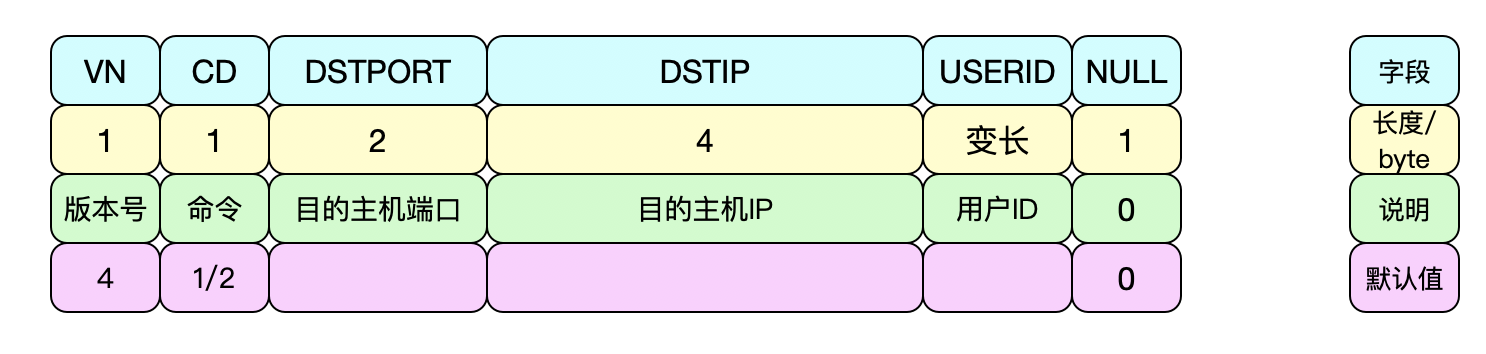 VN CD DSTPORT DSTIP USERID NULL 字段
1 1 2 4 变长 1 长度/
byte
版本号 命令 目的主机端口 目的主机IP 用户ID 0 说明
4 1/2 0 默认值